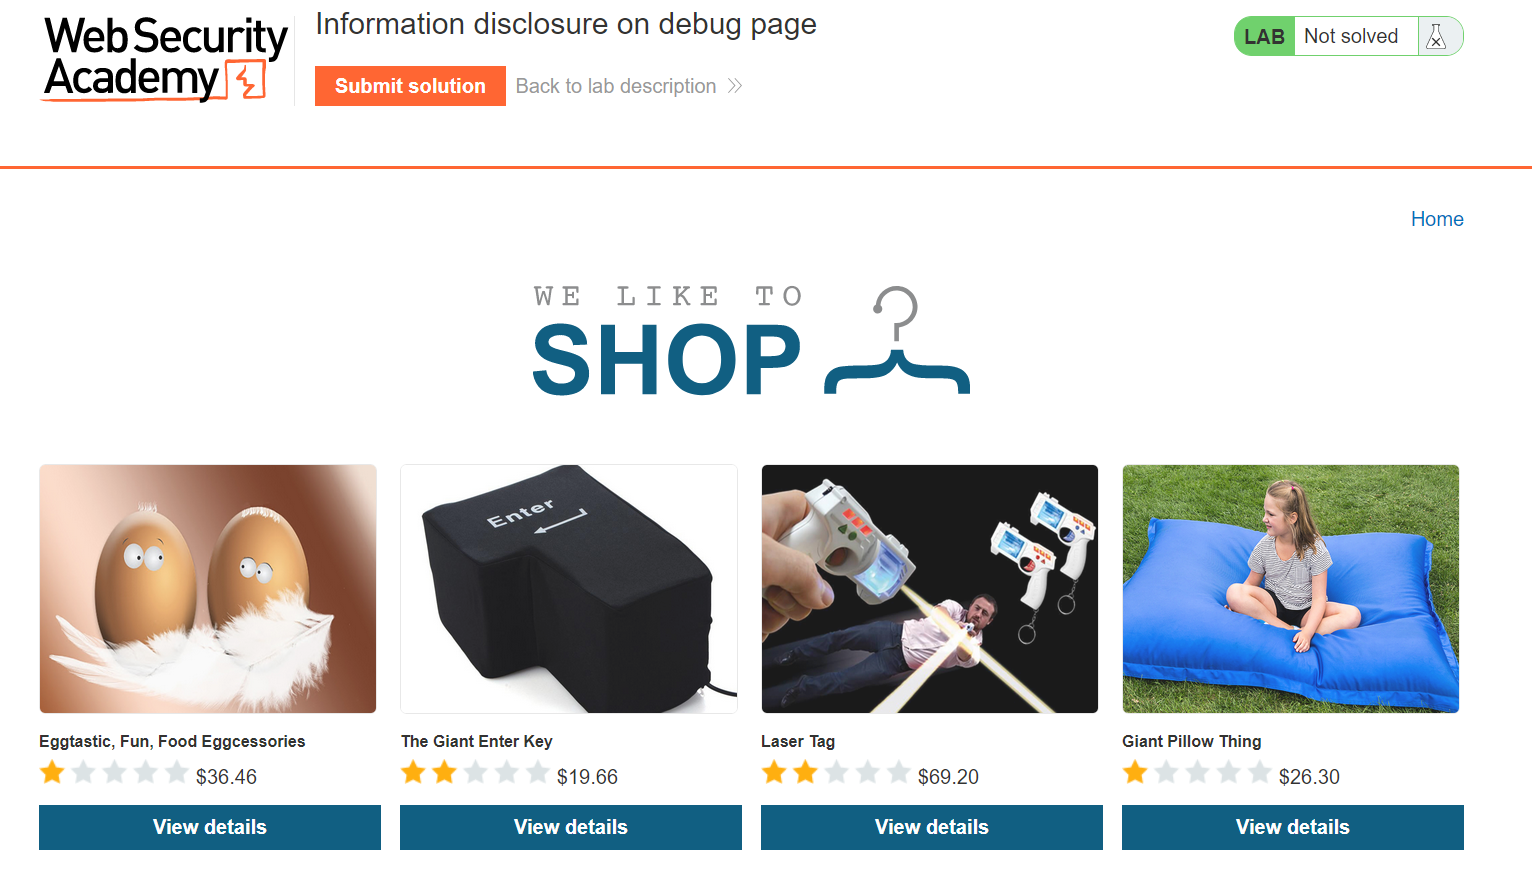 Web Security
Academy
Information disclosure on debug page
Submit solution
Back to lab description
LAB
Not solved
Home
WE LIKE TO
SHOP
Enter
Eggtastic, Fun, Food Eggcessories
$36.46
View details
The Giant Enter Key
$19.66
View details
Laser Tag
$69.20
View details
Giant Pillow Thing
$26.30
View details